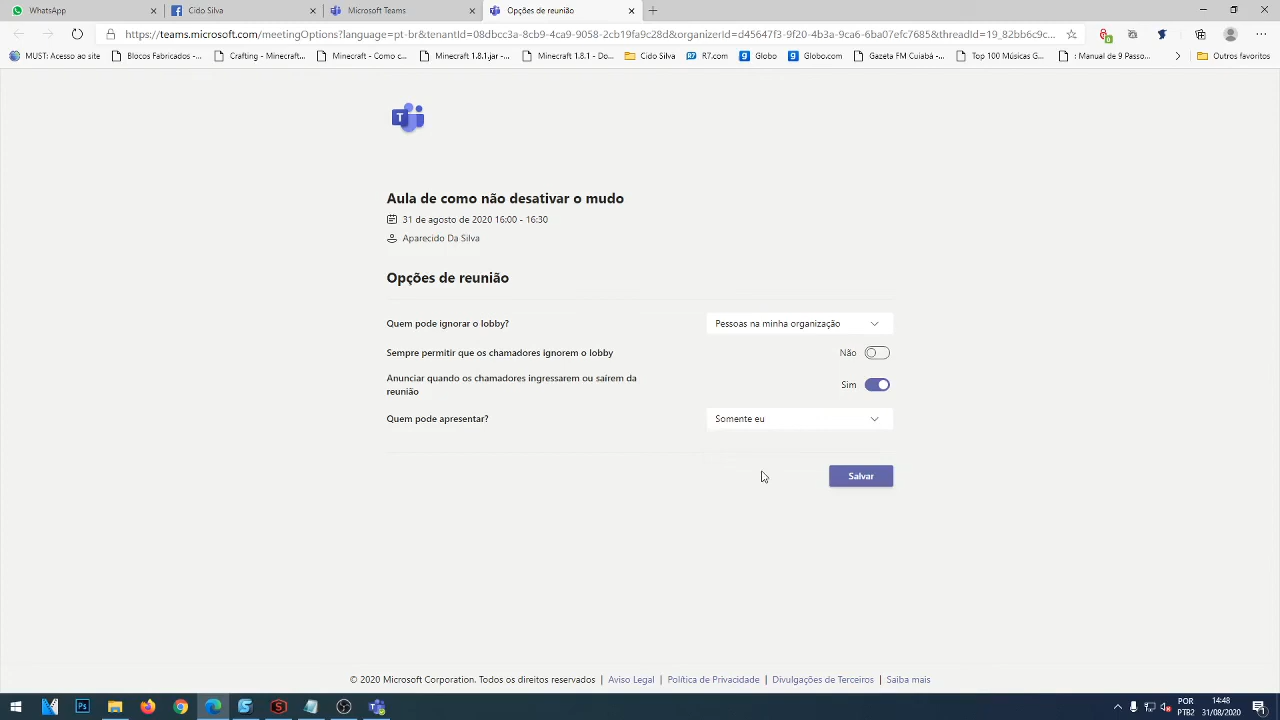 WhatsApp
Cido Silva
Microsoft Teams
Opções de reunião
https://teams.microsoft.com/meetingOptions?language=pt-br&tenantId=08dbcc3a-8cb9-4ca9-9058-2cb19fa9c28d&organizerId=d45647f3-9f20-4b3a-9ca6-6ba07efc7685&threadId=19_82bb6c9c...
MUST: Acesso ao site
Blocos Fabricados -...
Crafting - Minecraft...
Minecraft - Como c...
Minecraft 1.8.1.jar -...
Minecraft 1.8.1 - Do...
Cido Silva
R7.com
Globo
Globo.com
Gazeta FM Cuiabá -...
Top 100 Músicas G...
: Manual de 9 Passo...
Outros favoritos
T
Aula de como não desativar o mudo
31 de agosto de 2020 16:00 - 16:30
Aparecido Da Silva
Opções de reunião
Quem pode ignorar o lobby?
Pessoas na minha organização
Sempre permitir que os chamadores ignorem o lobby
Não
Anunciar quando os chamadores ingressarem ou saírem da
reunião
Sim
Quem pode apresentar?
Somente eu
Salvar
© 2020 Microsoft Corporation. Todos os direitos reservados | Aviso Legal | Política de Privacidade | Divulgações de Terceiros | Saiba mais
Ps
POR
PTB2
14:48
31/08/2020